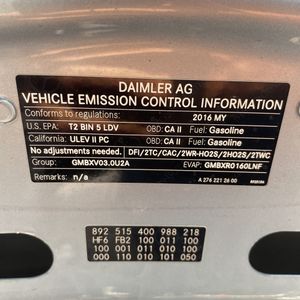 DAIMLER AG
VEHICLE EMISSION CONTROL INFORMATION
Conforms to regulations: 2016 MY
U.S. EPA: T2 BIN 5 LDV OBD: CA II Fuel: Gasoline
California: ULEV II PC OBD: CA II Fuel: Gasoline
No adjustments needed. DFI/2TC/CAC/2WR-HO2S/2HO2S/2TWC
Group: GMBXV03.0U2A EVAP: GMBXR0160LNF
Remarks: n/a A 276 221 26 00
892 515 400 988 218
HF6 FB2 100 011 100
100 001 011 010 100
000 110 010 101 050